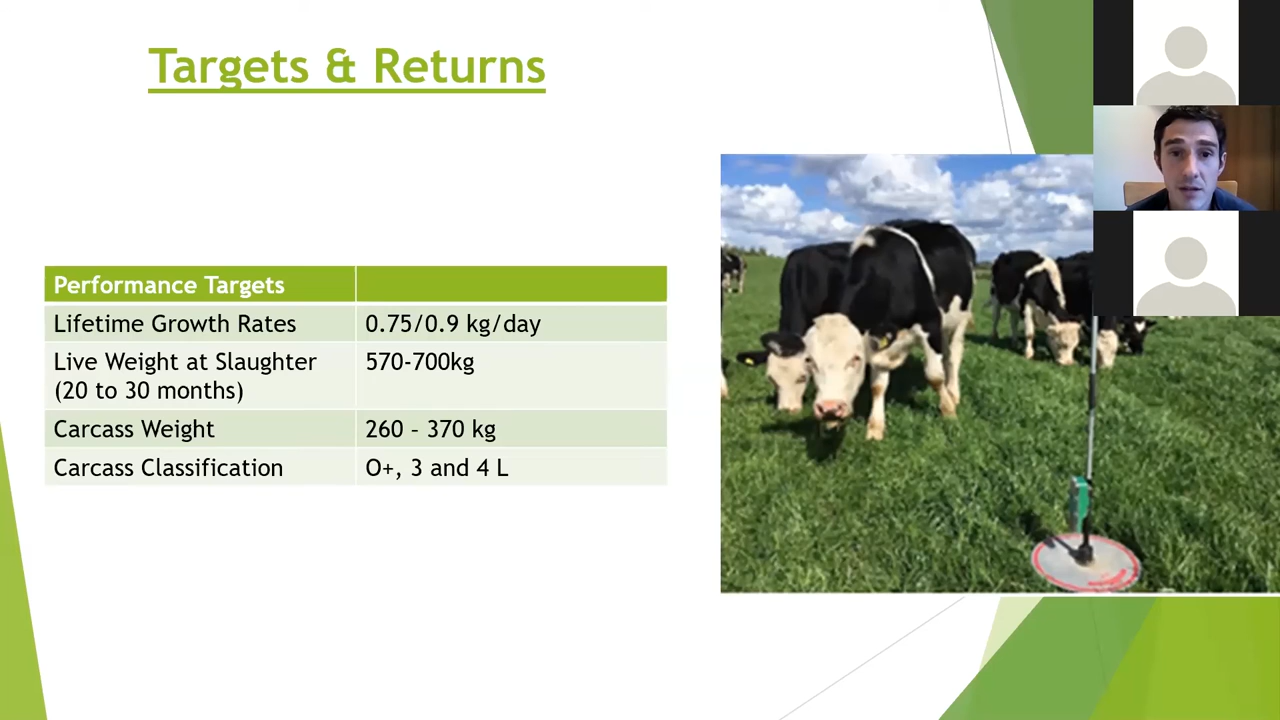 Targets & Returns
Performance Targets
Lifetime Growth Rates 0.75/0.9 kg/day
Live Weight at Slaughter 570-700kg
(20 to 30 months)
Carcass Weight 260 – 370 kg
Carcass Classification O+, 3 and 4 L